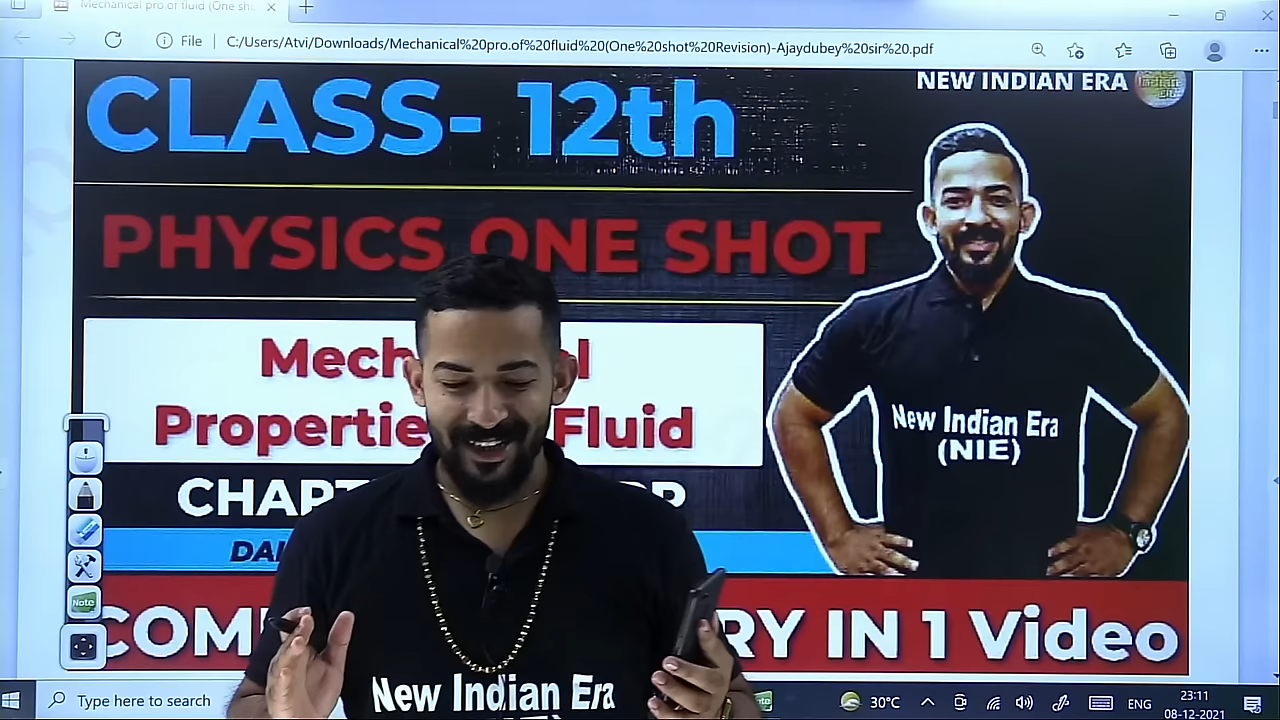 Mechanical pro of fluid (One sho
File
C:/Users/Atvi/Downloads/Mechanical%20pro.of%20fluid%20(One%20shot%20Revision)-Ajaydubey%20sir%20.pdf
NEW INDIAN ERA
CLASS- 12th
PHYSICS ONE SHOT
Mech l
Propertie Fluid
CHAPT
DAI
COM RY IN 1 Video
New Indian Era
(NIE)
New Indian Era
Note
Type here to search
30°C
ENG
23:11
08-12-2021